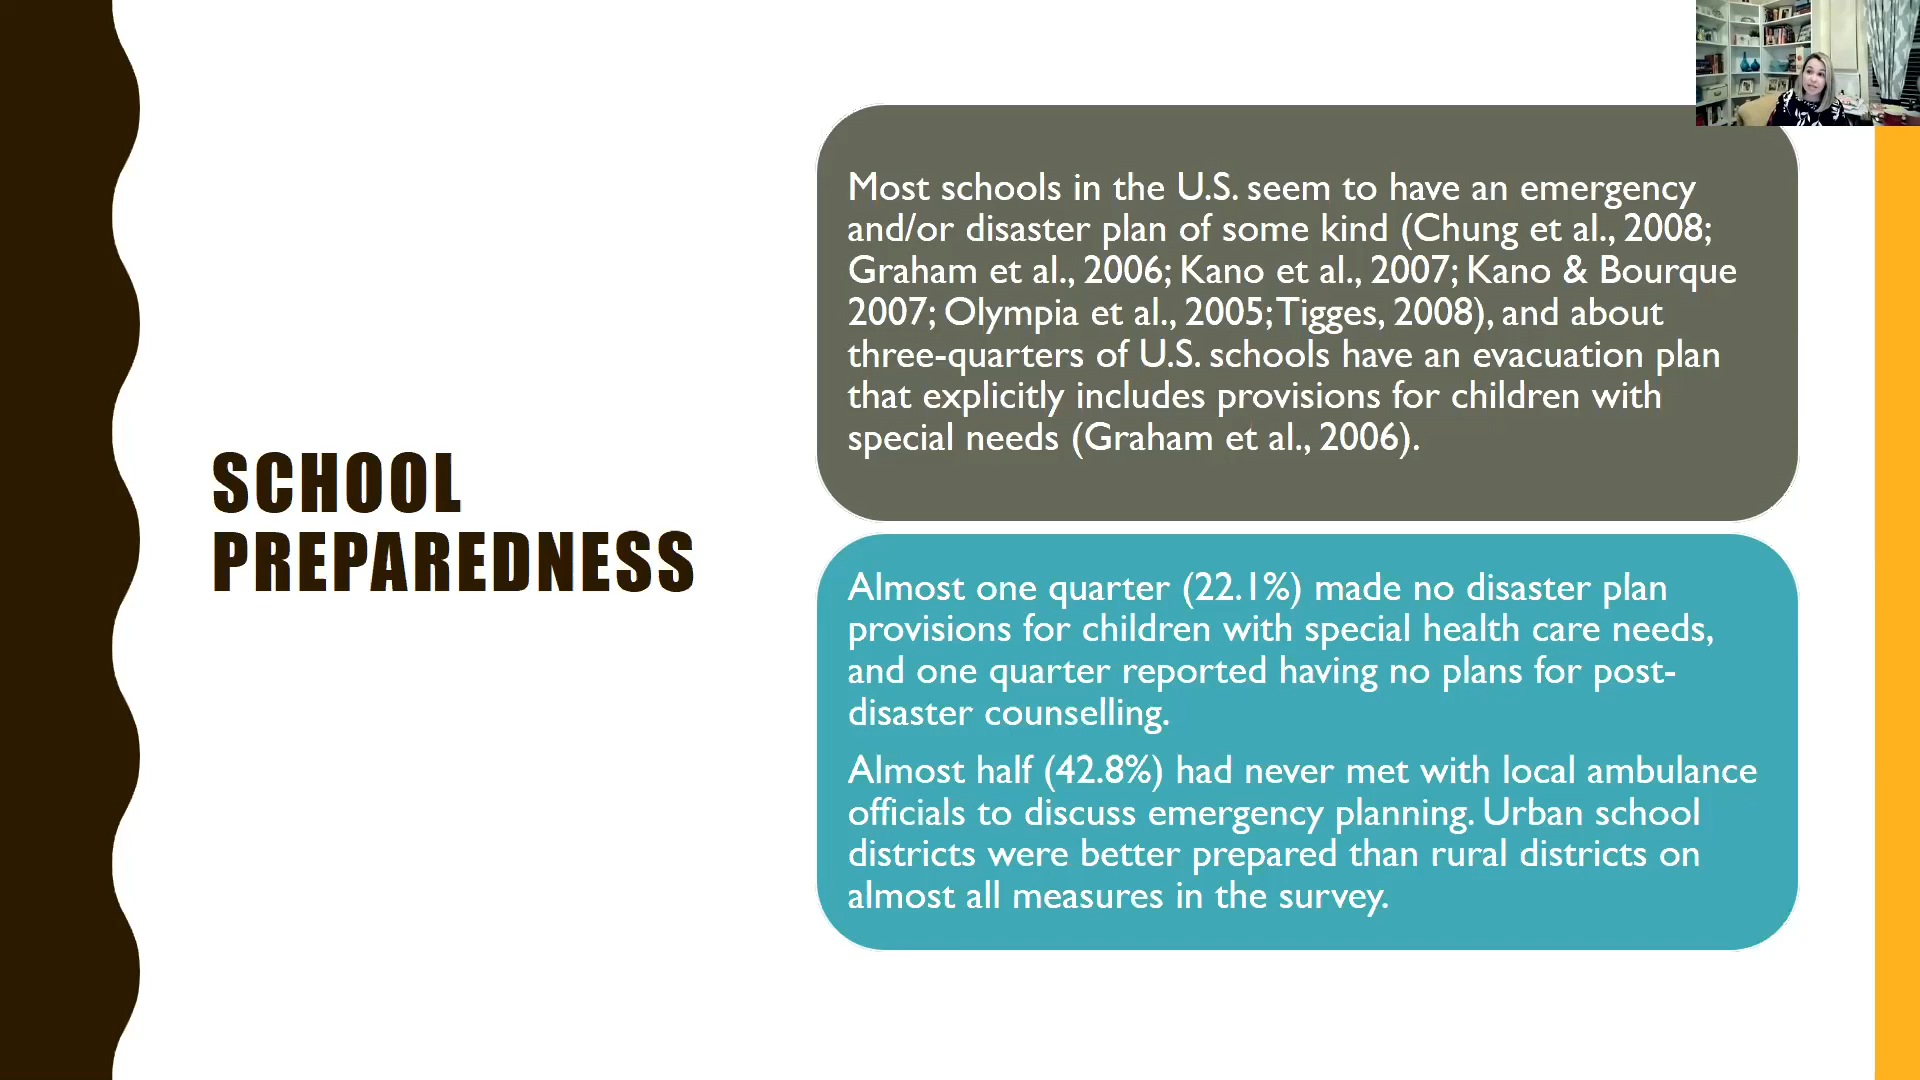 SCHOOL
PREPAREDNESS
Most schools in the U.S. seem to have an emergency
and/or disaster plan of some kind (Chung et al., 2008;
Graham et al., 2006; Kano et al., 2007; Kano & Bourque
2007; Olympia et al., 2005; Tigges, 2008), and about
three-quarters of U.S. schools have an evacuation plan
that explicitly includes provisions for children with
special needs (Graham et al., 2006).
Almost one quarter (22.1%) made no disaster plan
provisions for children with special health care needs,
and one quarter reported having no plans for post-
disaster counselling.
Almost half (42.8%) had never met with local ambulance
officials to discuss emergency planning. Urban school
districts were better prepared than rural districts on
almost all measures in the survey.